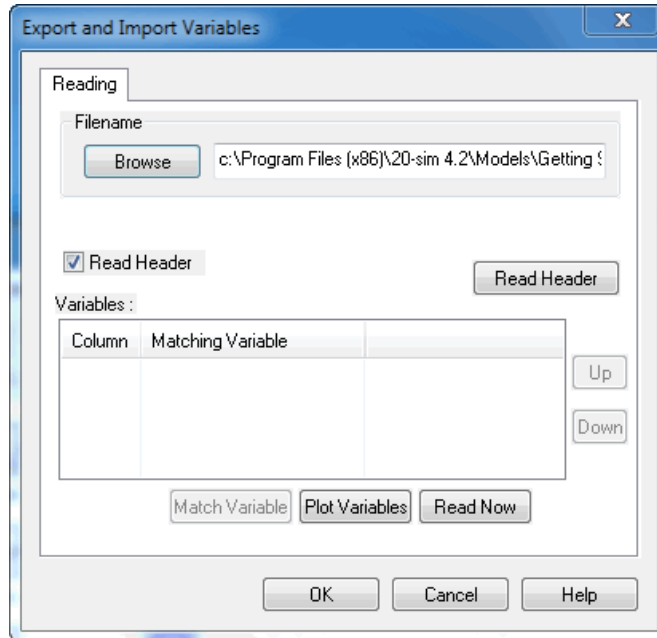 Export and Import Variables
Reading
Filename
Browse
c:\Program Files (x86)\20-sim 4.2\Models\Getting
Read Header
Read Header
Variables :
Column Matching Variable
Up
Down
Match Variable Plot Variables Read Now
OK Cancel Help